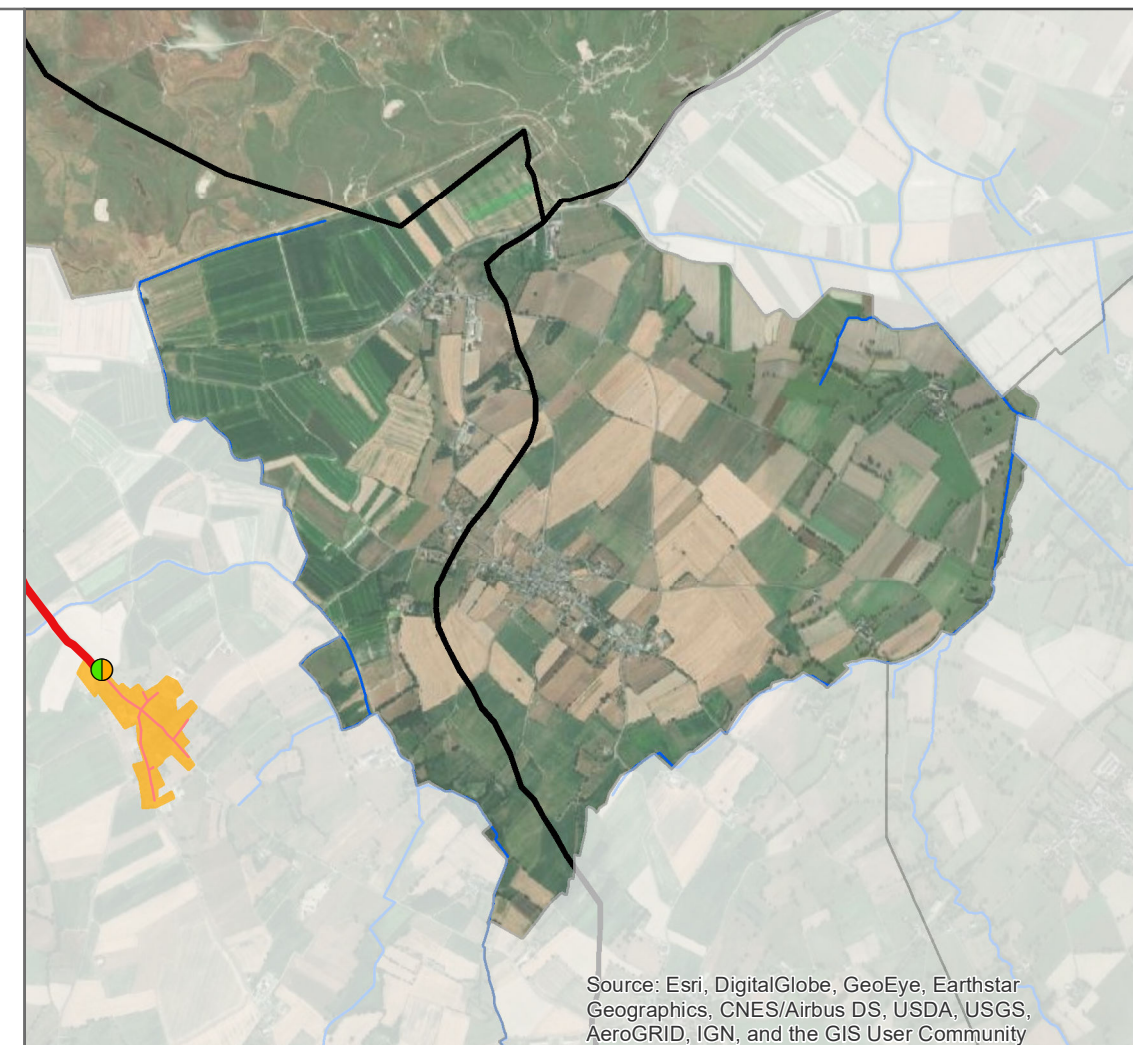 Source: Esri, DigitalGlobe, GeoEye, Earthstar
Geographics, CNES/Airbus DS, USDA, USGS,
AeroGRID, IGN, and the GIS User Community